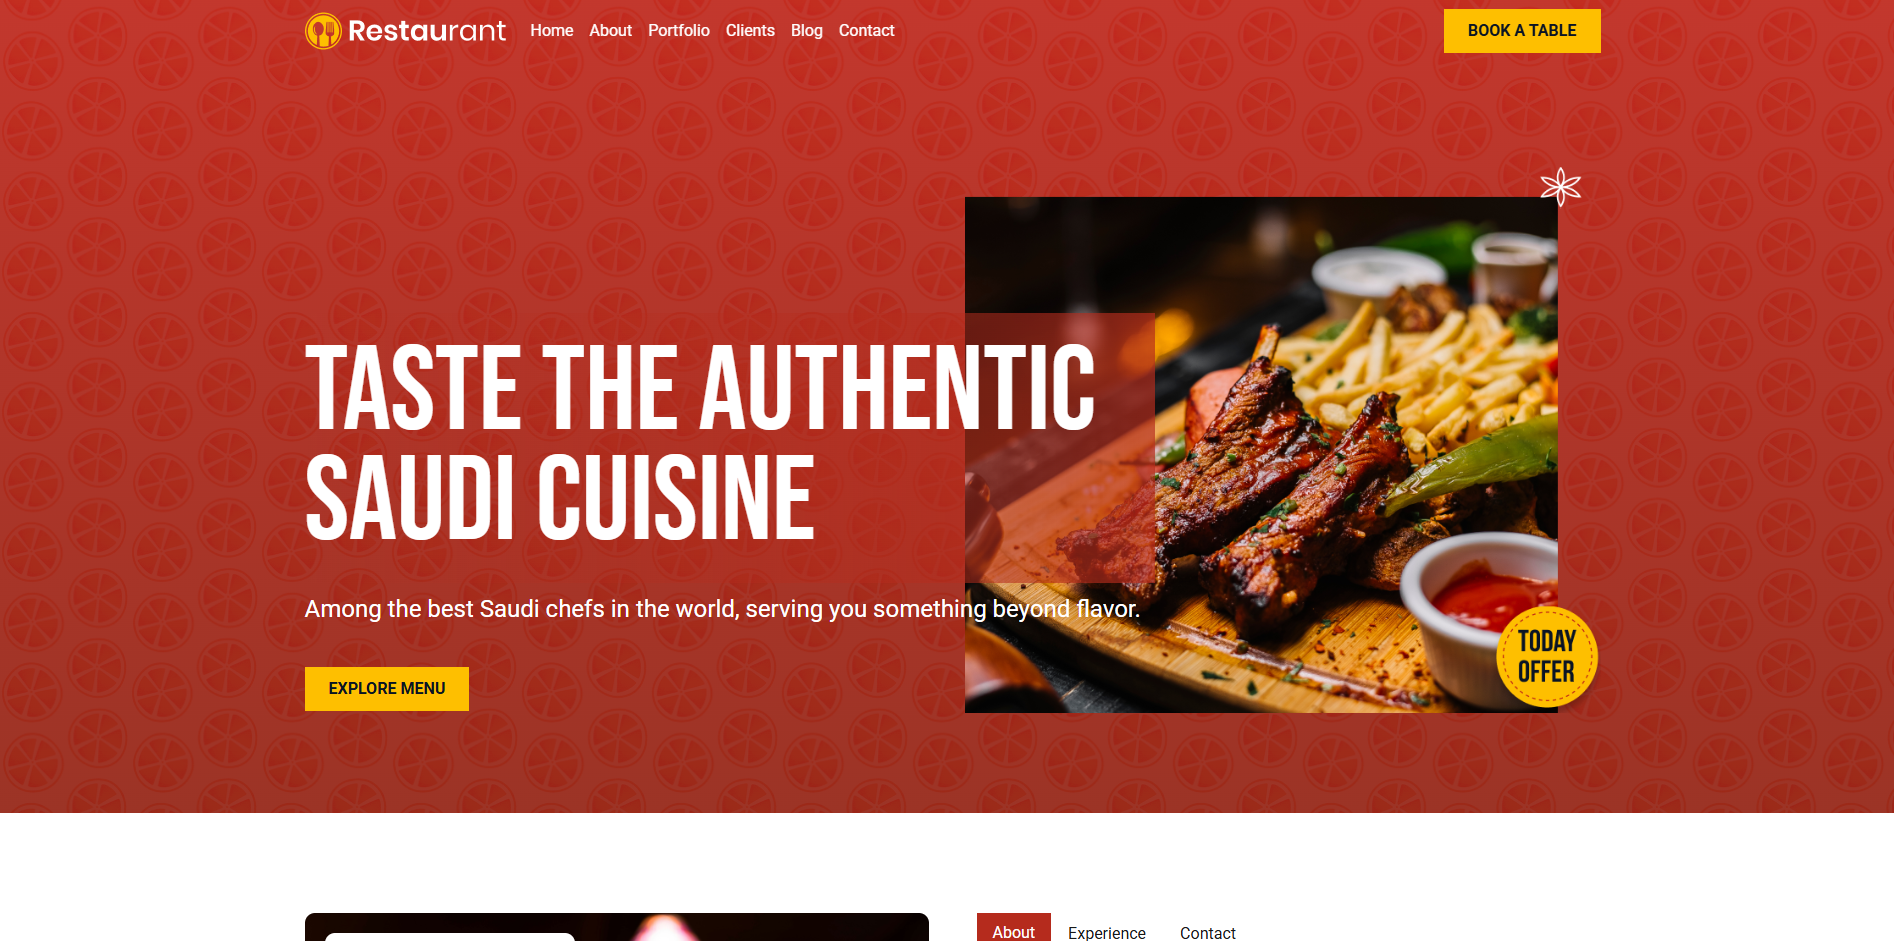 Restaurant
Home About Portfolio Clients Blog Contact
BOOK A TABLE
TASTE THE AUTHENTIC
SAUDI CUISINE
Among the best Saudi chefs in the world, serving you something beyond flavor.
EXPLORE MENU
TODAY
OFFER
About Experience Contact